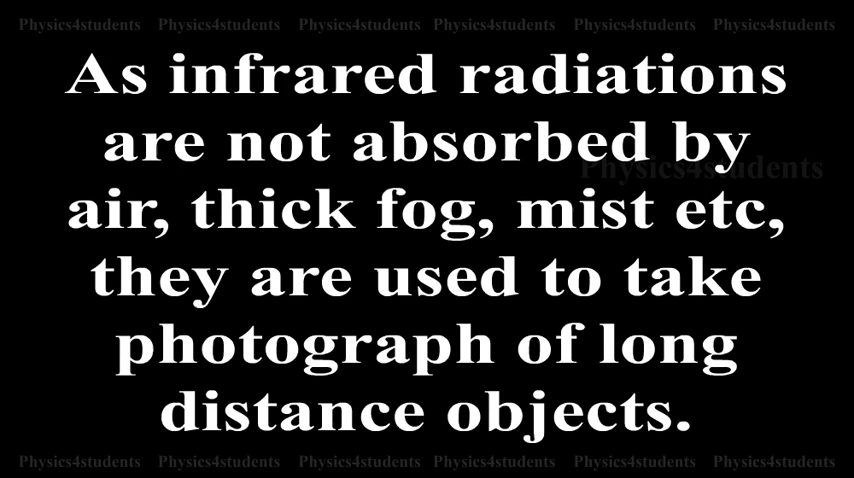 Physics4students Physics4students Physics4students Physics4students Physics4students Physics4students
As infrared radiations
are not absorbed by
Physics4students
air, thick fog, mist etc,
they are used to take
photograph of long
distance objects.
Physics4students Physics4students Physics4students Physics4students Physics4students Physics4students